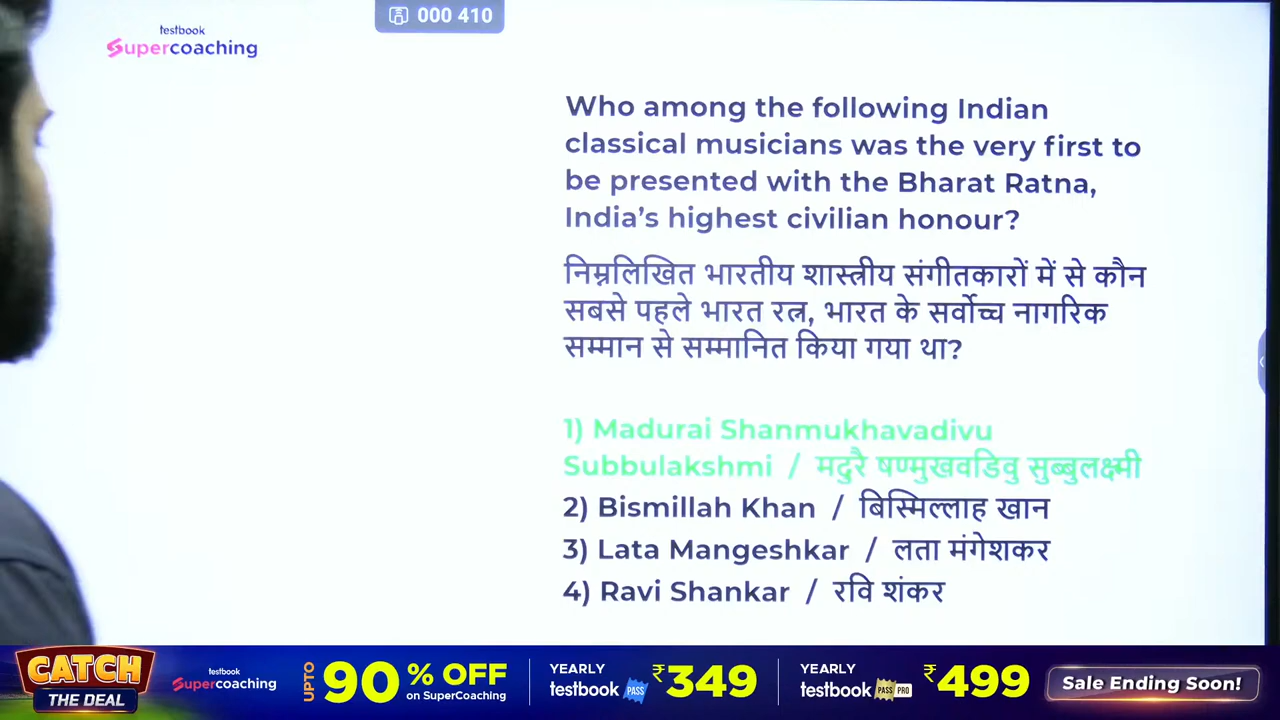 000 410
testbook
Supercoaching
Who among the following Indian
classical musicians was the very first to
be presented with the Bharat Ratna,
India's highest civilian honour?
निम्नलिखित भारतीय शास्त्रीय संगीतकारों में से कौन
सबसे पहले भारत रत्न, भारत के सर्वोच्च नागरिक
सम्मान से सम्मानित किया गया था?
1) Madurai Shanmukhavadivu
Subbulakshmi / मदुरै षण्मुखवडिवु सुब्बुलक्ष्मी
2) Bismillah Khan / बिस्मिल्लाह खान
3) Lata Mangeshkar / लता मंगेशकर
4) Ravi Shankar / रवि शंकर
CATCH
THE DEAL
testbook
Supercoaching
UPTO 90% OFF
on SuperCoaching
YEARLY
testbook PASS
₹349
YEARLY
testbook PASS PRO
₹499
Sale Ending Soon!